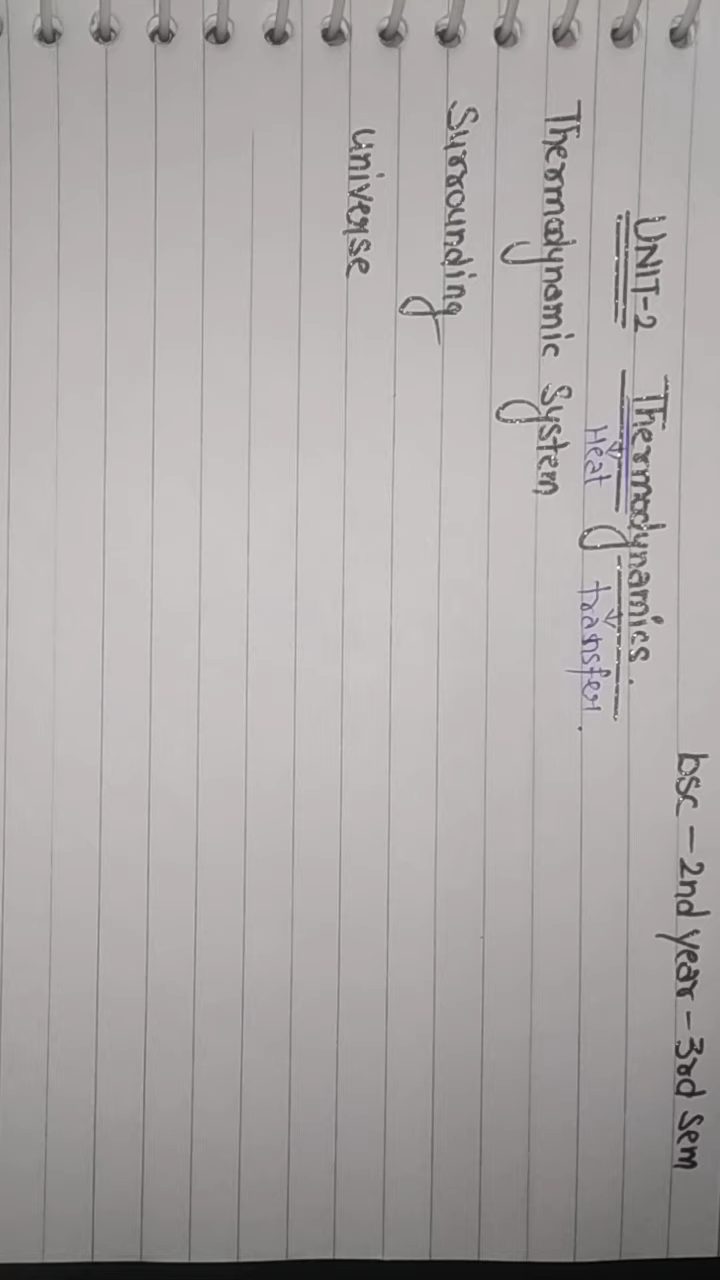 bsc - 2nd year - 3rd sem
UNIT-2 Thermodynamics.
Heat transfer.
Thermodynamic System
Surrounding
universe